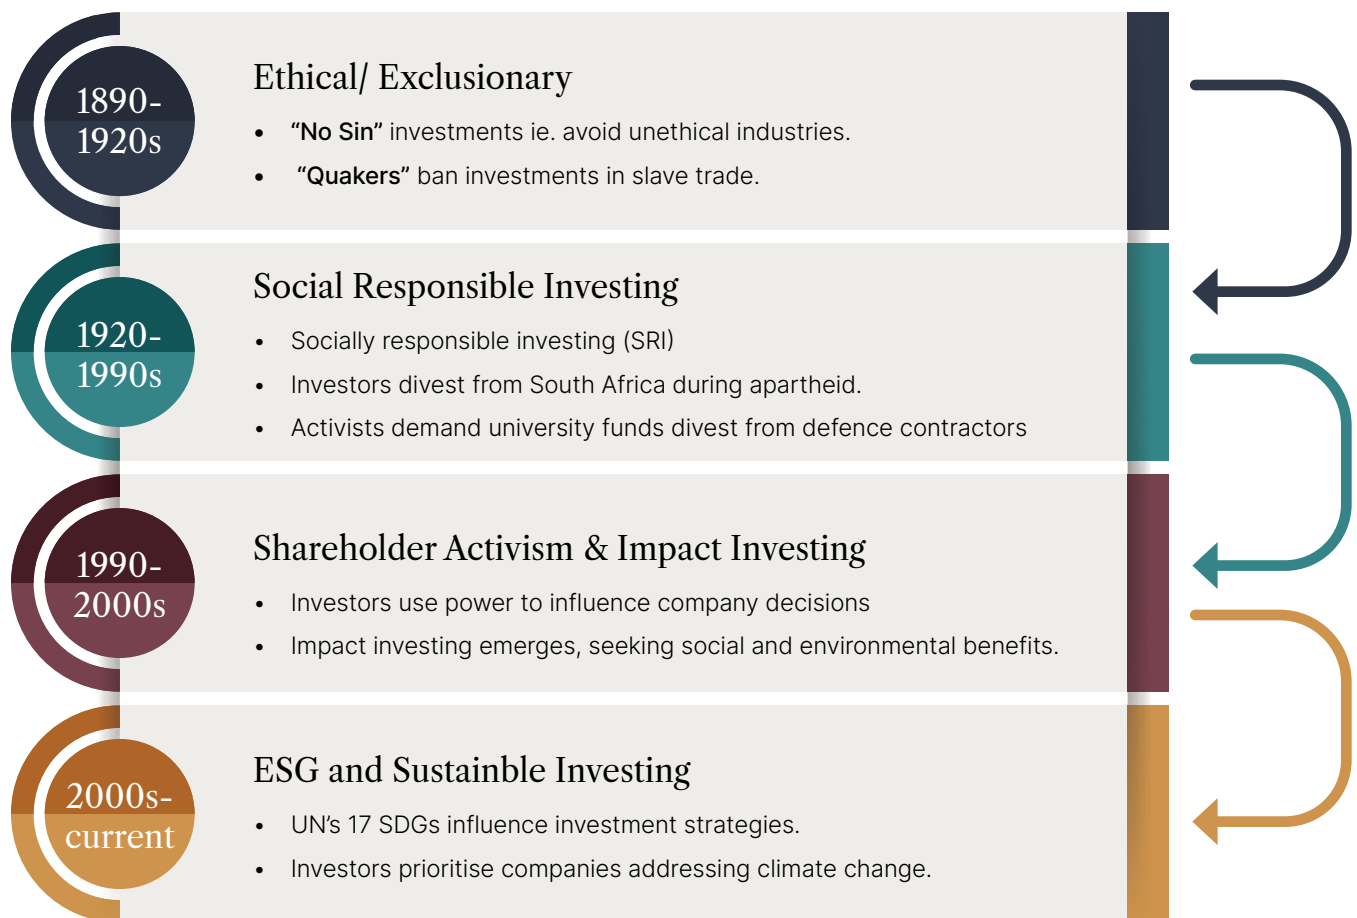 1890-
1920s
Ethical/ Exclusionary
• “No Sin” investments ie. avoid unethical industries.
• “Quakers” ban investments in slave trade.
1920-
1990s
Social Responsible Investing
• Socially responsible investing (SRI)
• Investors divest from South Africa during apartheid.
• Activists demand university funds divest from defence contractors
1990-
2000s
Shareholder Activism & Impact Investing
• Investors use power to influence company decisions
• Impact investing emerges, seeking social and environmental benefits.
2000s-
current
ESG and Sustainble Investing
• UN’s 17 SDGs influence investment strategies.
• Investors prioritise companies addressing climate change.